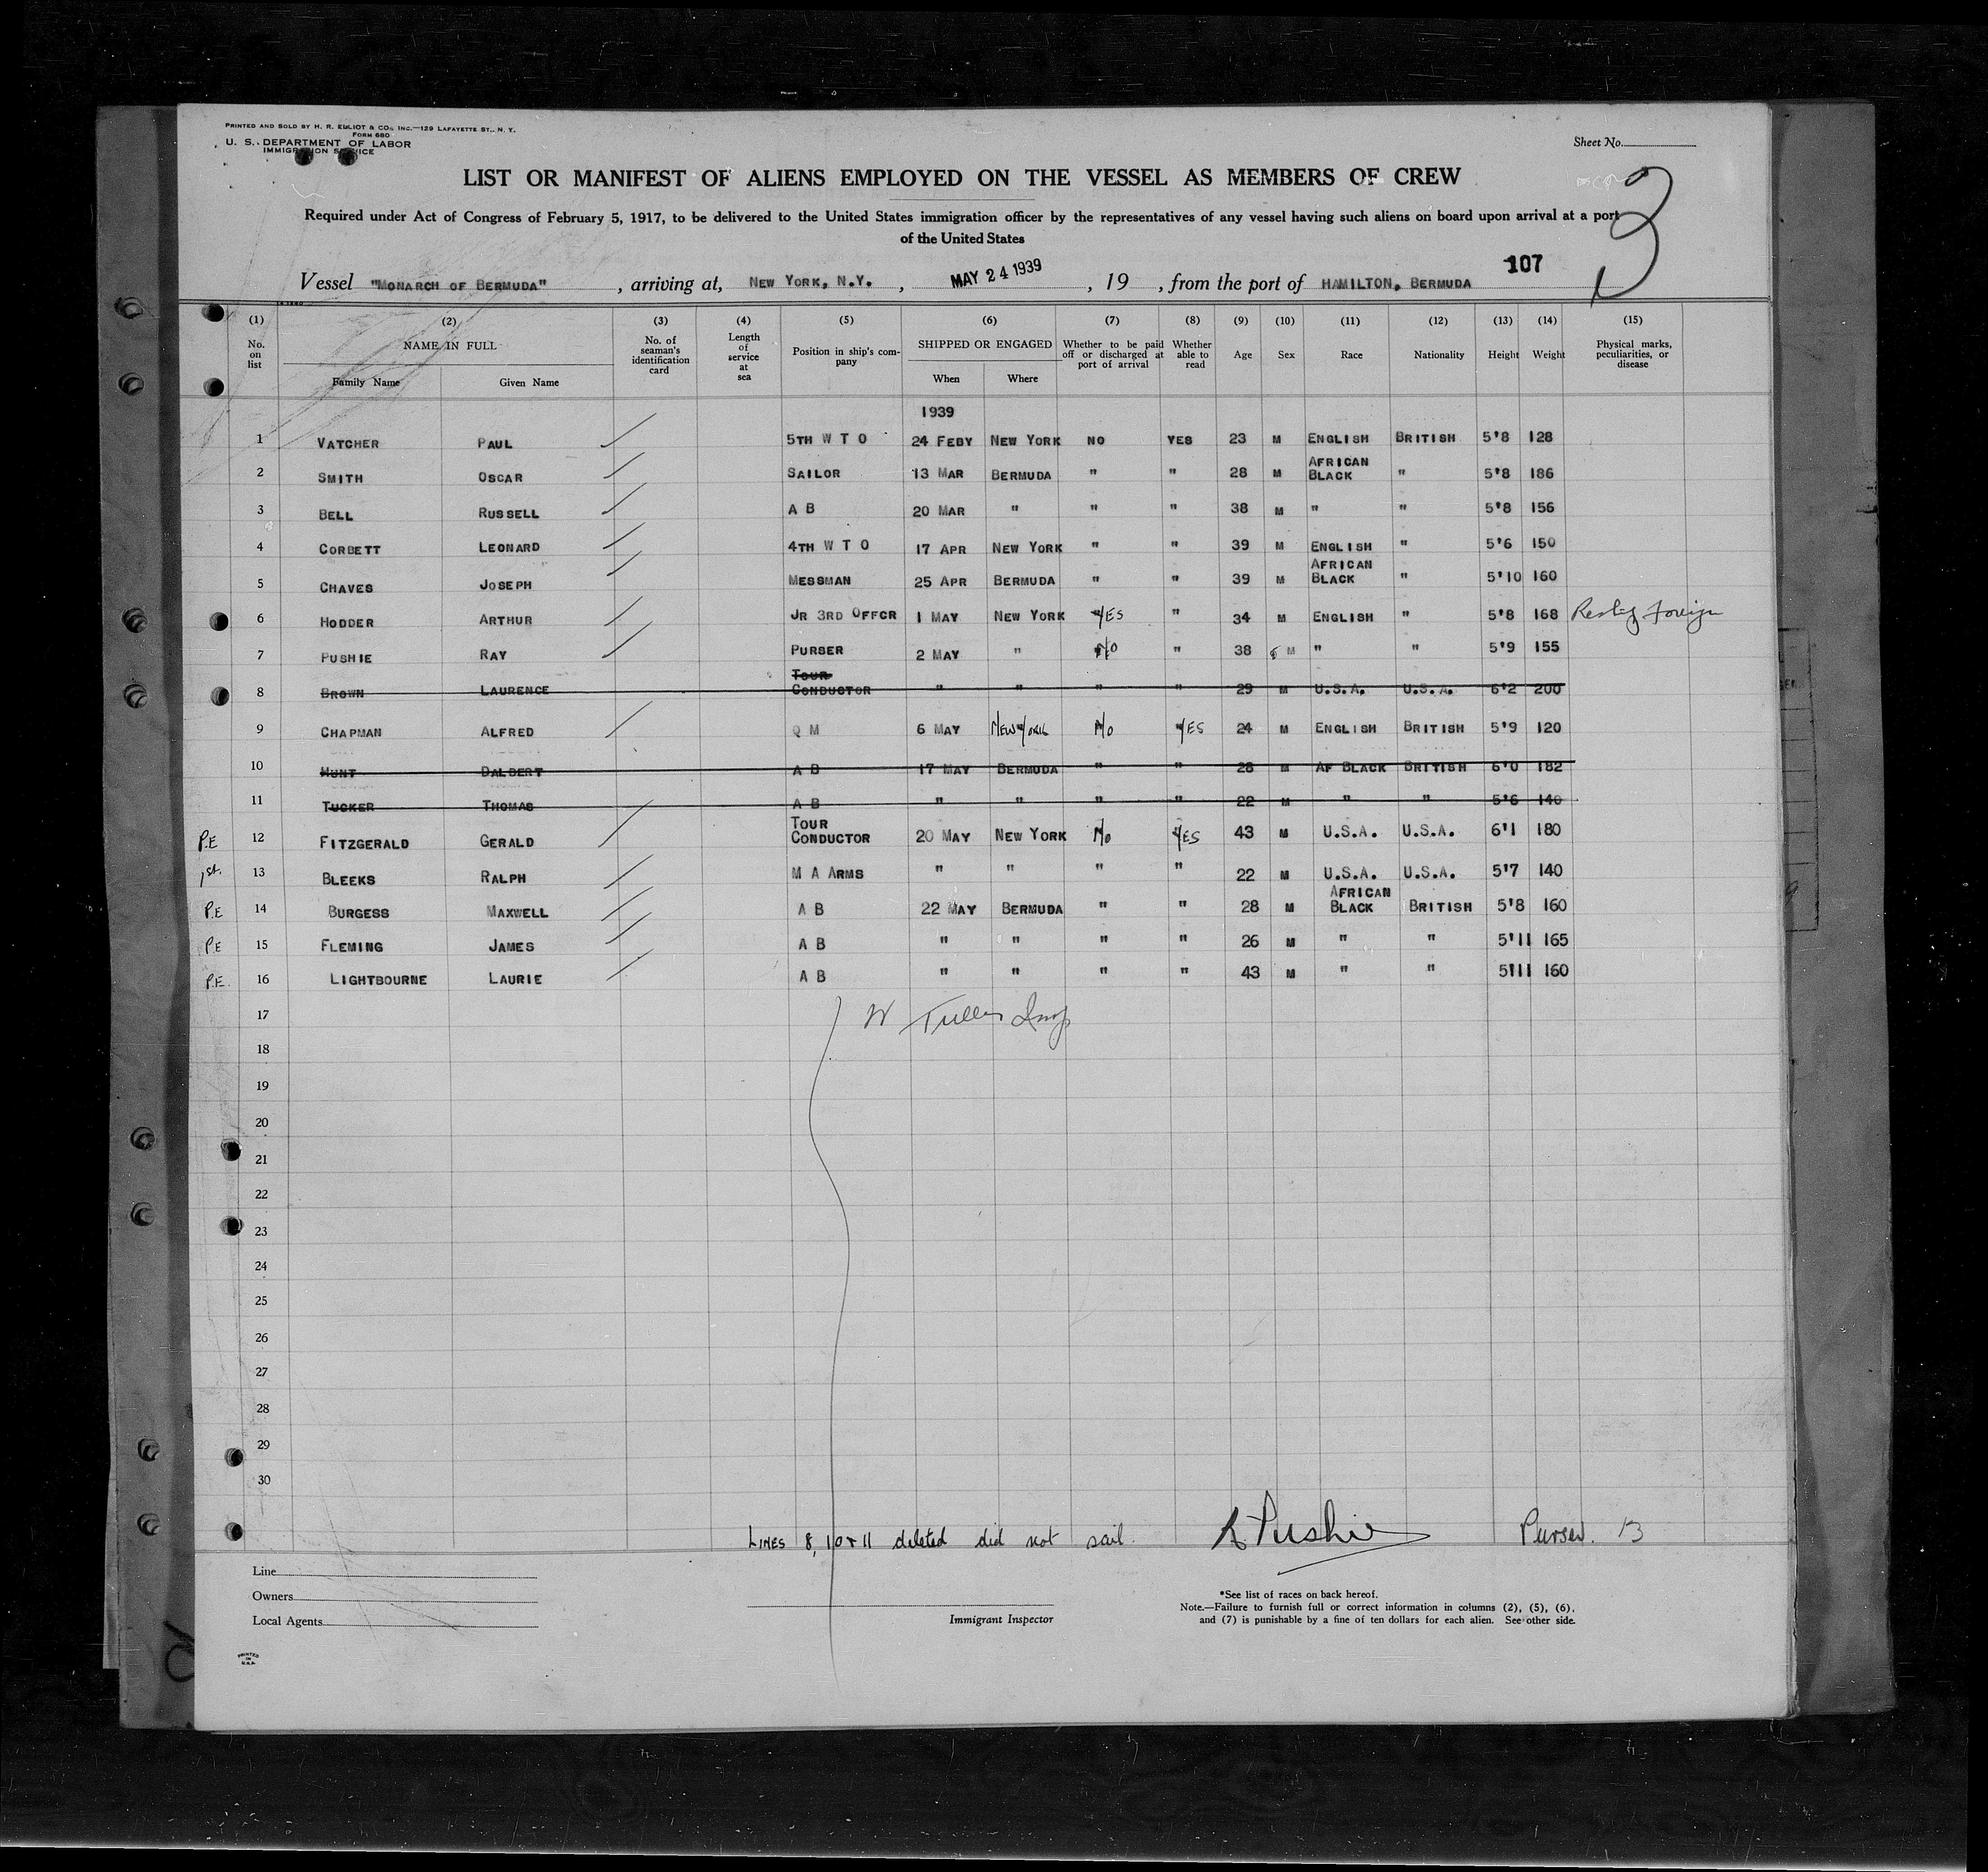 PRINTED AND SOLD BY H. R. ELLIOT & CO., INC.—129 LAFAYETTE ST., N. Y.
FORM 680
U. S. DEPARTMENT OF LABOR
IMMIGRATION SERVICE
Sheet No.
LIST OR MANIFEST OF ALIENS EMPLOYED ON THE VESSEL AS MEMBERS OF CREW
3
Required under Act of Congress of February 5, 1917, to be delivered to the United States immigration officer by the representatives of any vessel having such aliens on board upon arrival at a port
of the United States
107
Vessel "MONARCH OF BERMUDA", arriving at, NEW YORK, N.Y., MAY 24 1939, 19, from the port of HAMILTON, BERMUDA
(1) (2) (3) (4) (5) (6) (7) (8) (9) (10) (11) (12) (13) (14) (15)
No. on list NAME IN FULL Family Name Given Name No. of seaman's identification card Length of service at sea Position in ship's company SHIPPED OR ENGAGED When Where Whether to be paid off or discharged at port of arrival Whether able to read Age Sex Race Nationality Height Weight Physical marks, peculiarities, or disease
1939
1 VATCHER PAUL 5TH W T O 24 FEBY NEW YORK NO YES 23 M ENGLISH BRITISH 5'8 128
2 SMITH OSCAR SAILOR 13 MAR BERMUDA " " 28 M AFRICAN BLACK " 5'8 186
3 BELL RUSSELL A B 20 MAR " " " 38 M " " 5'8 156
4 CORBETT LEONARD 4TH W T O 17 APR NEW YORK " " 39 M ENGLISH " 5'6 150
5 CHAVES JOSEPH MESSMAN 25 APR BERMUDA " " 39 M AFRICAN BLACK " 5'10 160
6 HODDER ARTHUR JR 3RD OFFCR 1 MAY NEW YORK YES " 34 M ENGLISH " 5'8 168 Foreign
7 PUSHIE RAY PURSER 2 MAY " NO " 38 M " " 5'9 155
8 BROWN LAURENCE TOUR CONDUCTOR " " " " 29 M U.S.A. U.S.A. 6'2 200
9 CHAPMAN ALFRED Q M 6 MAY NEW YORK NO YES 24 M ENGLISH BRITISH 5'9 120
10 HUNT DALBERT A B 17 MAY BERMUDA " " 28 M AF BLACK BRITISH 6'0 182
11 TUCKER THOMAS A B " " " " 22 M " " 5'6 140
P.E 12 FITZGERALD GERALD TOUR CONDUCTOR 20 MAY NEW YORK NO YES 43 M U.S.A. U.S.A. 6'1 180
1st. 13 BLEEKS RALPH M A ARMS " " " " 22 M U.S.A. U.S.A. 5'7 140
P.E 14 BURGESS MAXWELL A B 22 MAY BERMUDA " " 28 M AFRICAN BLACK BRITISH 5'8 160
P.E 15 FLEMING JAMES A B " " " " 26 M " " 5'11 165
P.E. 16 LIGHTBOURNE LAURIE A B " " " " 43 M " " 5'11 160
17
18
19
20
21
22
23
24
25
26
27
28
29
30
LINES 8, 10 + 11 deleted did not sail. R Pushie Purser. 13
Line
Owners
Local Agents
Immigrant Inspector
*See list of races on back hereof.
Note.—Failure to furnish full or correct information in columns (2), (5), (6),
and (7) is punishable by a fine of ten dollars for each alien. See other side.
PRINTED
IN
U.S.A.